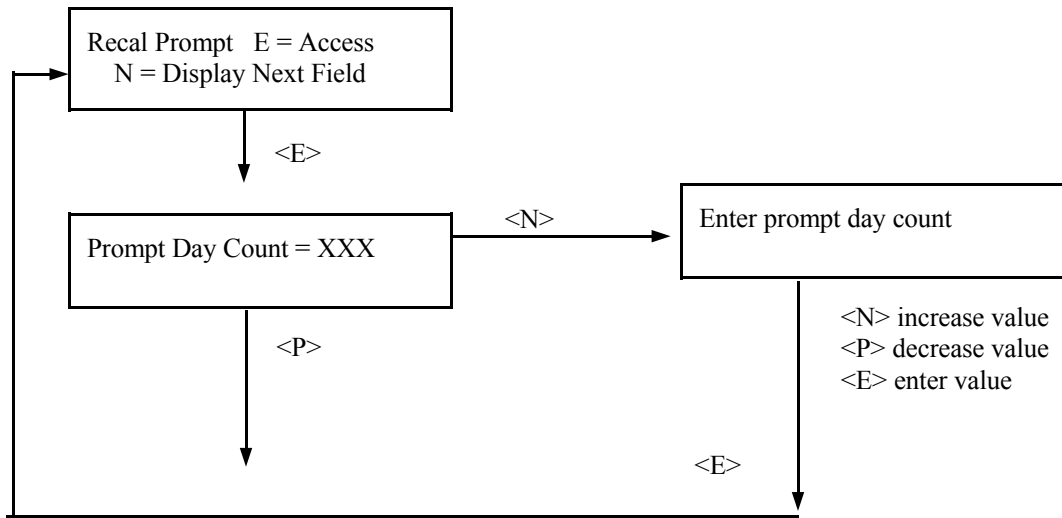 Recal Prompt E = Access
N = Display Next Field
<E>
Prompt Day Count = XXX
<N>
Enter prompt day count
<P>
<N> increase value
<P> decrease value
<E> enter value
<E>